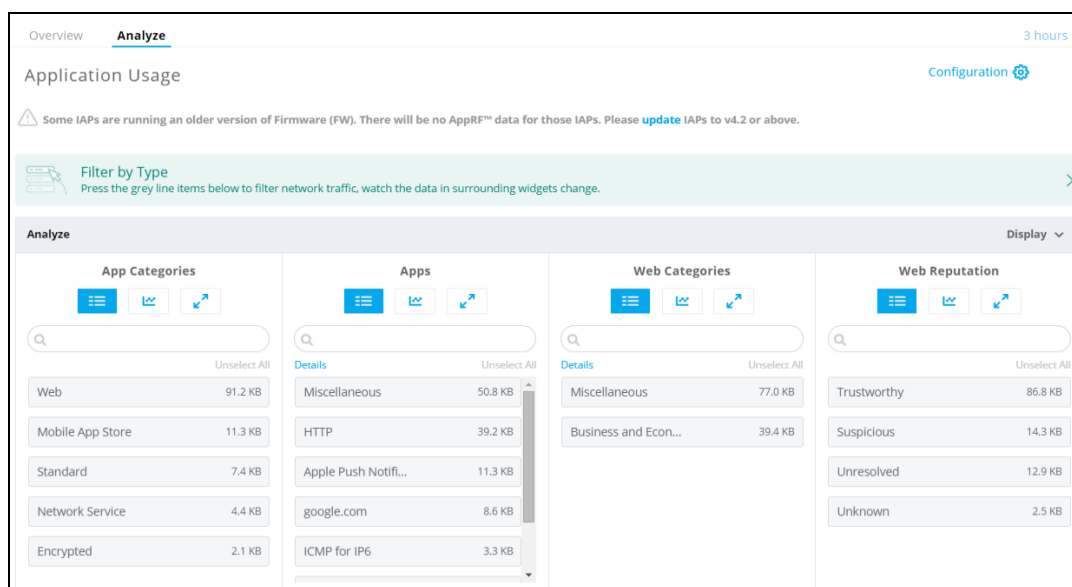 Overview Analyze 3 hours
Application Usage Configuration
Some IAPs are running an older version of Firmware (FW). There will be no AppRF™ data for those IAPs. Please update IAPs to v4.2 or above.
Filter by Type
Press the grey line items below to filter network traffic, watch the data in surrounding widgets change.
Analyze Display
App Categories Apps Web Categories Web Reputation
Unselect All Details Unselect All Details Unselect All Unselect All
Web 91.2 KB Miscellaneous 50.8 KB Miscellaneous 77.0 KB Trustworthy 86.8 KB
Mobile App Store 11.3 KB HTTP 39.2 KB Business and Econ... 39.4 KB Suspicious 14.3 KB
Standard 7.4 KB Apple Push Notifi... 11.3 KB Unresolved 12.9 KB
Network Service 4.4 KB google.com 8.6 KB Unknown 2.5 KB
Encrypted 2.1 KB ICMP for IP6 3.3 KB